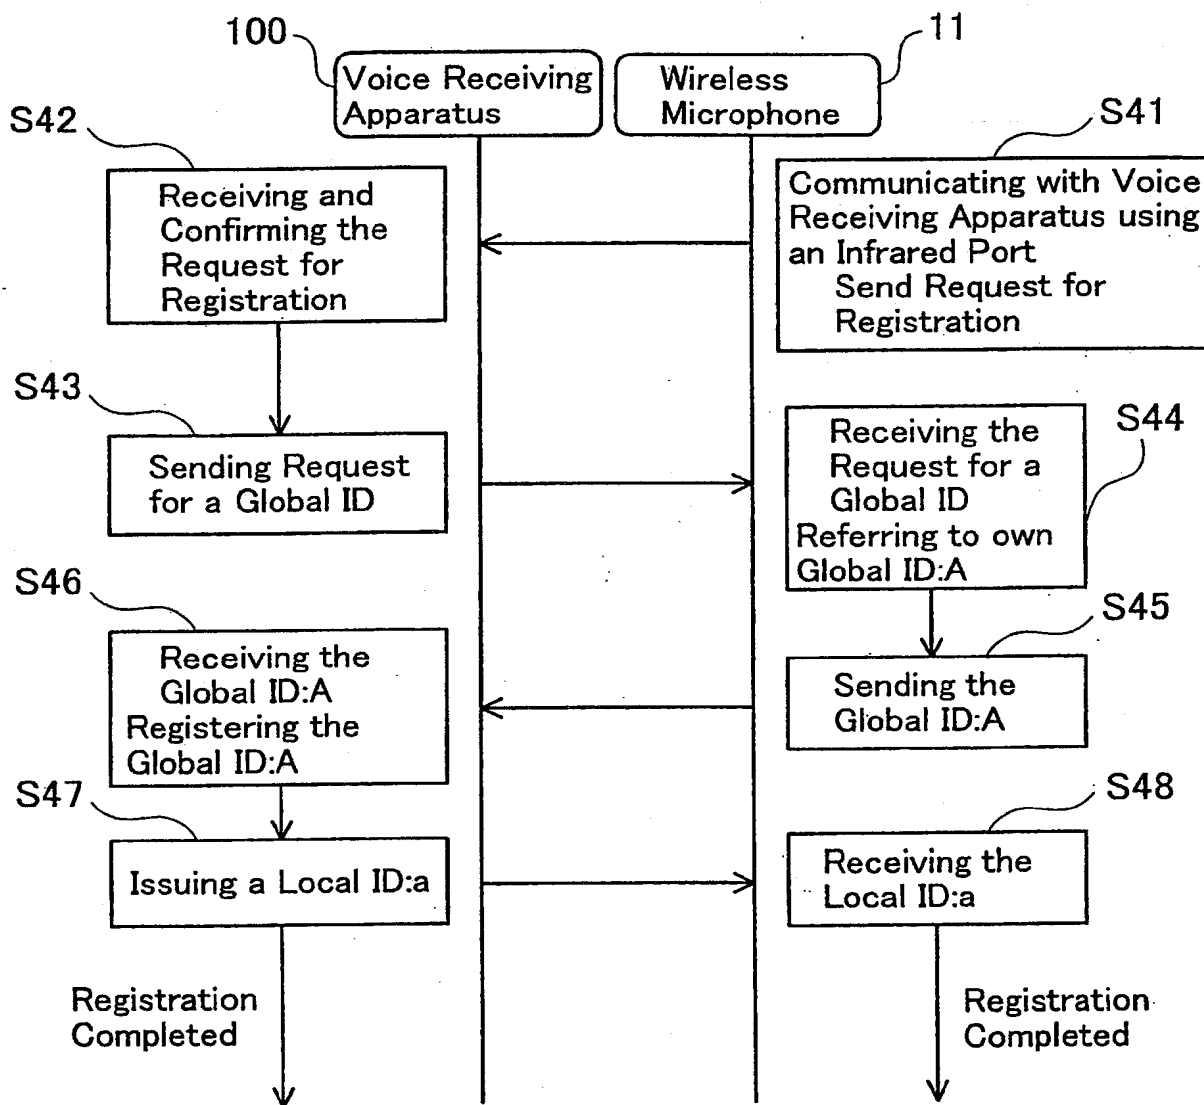 100
11
Voice Receiving
Apparatus
Wireless
Microphone
S42
S41
Receiving and
Confirming the
Request for
Registration
Communicating with Voice
Receiving Apparatus using
an Infrared Port
Send Request for
Registration
S43
Sending Request
for a Global ID
S44
Receiving the
Request for a
Global ID
Referring to own
Global ID:A
S46
Receiving the
Global ID:A
Registering the
Global ID:A
S45
Sending the
Global ID:A
S47
Issuing a Local ID:a
S48
Receiving the
Local ID:a
Registration
Completed
Registration
Completed